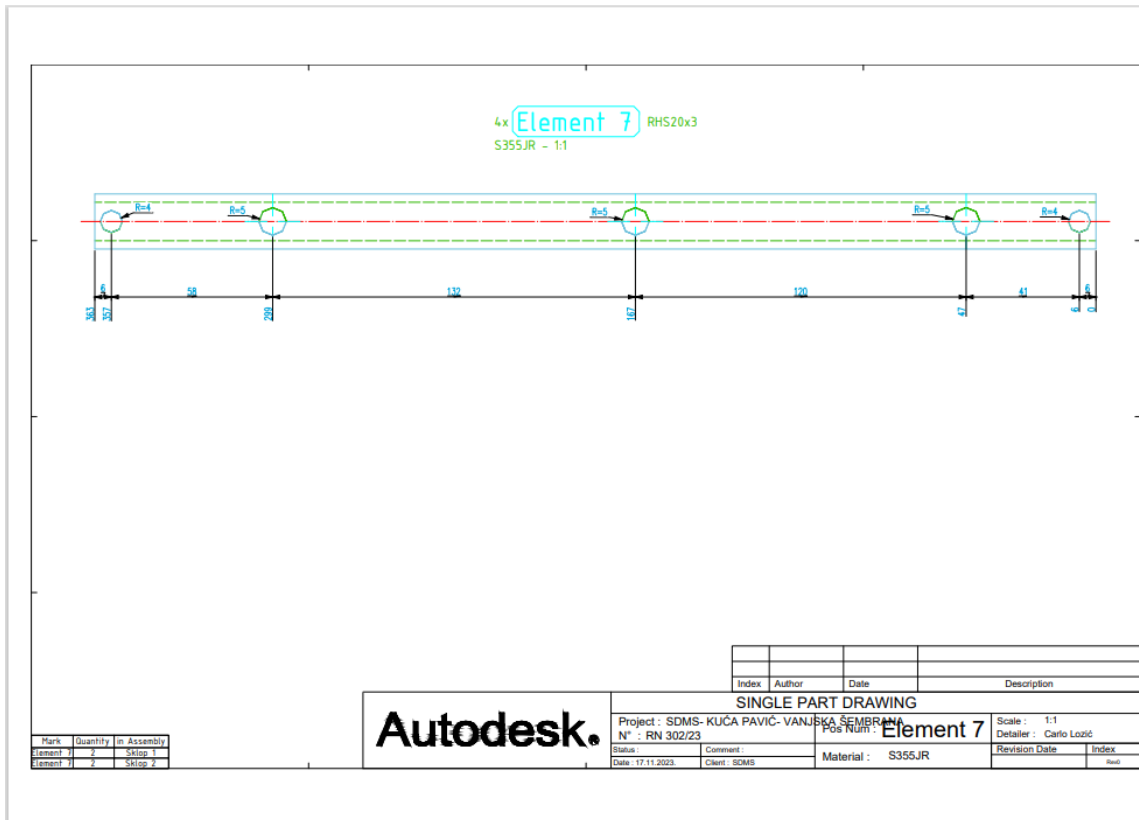 4x Element 7 RHS20x3
S355JR - 1:1
R=4 R=5 R=5 R=5 R=4
6 58 132 120 41 6
363 357 299 167 47 6 0
Index Author Date Description
SINGLE PART DRAWING
Autodesk.
Project : SDMS- KUĆA PAVIĆ- VANJSKA ŠEMBRANA
N° : RN 302/23
Pos Num : Element 7
Scale : 1:1
Detailer : Carlo Lozić
Status : Comment :
Date : 17.11.2023. Client : SDMS
Material : S355JR
Revision Date Index
Rev0
Mark Quantity in Assembly
Element 7 2 Sklop 1
Element 7 2 Sklop 2